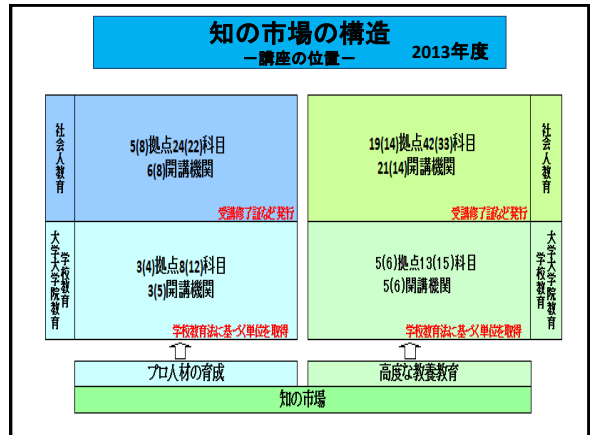 知の市場の構造
－講座の位置－
2013年度
社会人教育
5(8)拠点24(22)科目
6(8)開講機関
受講修了証など発行
19(14)拠点42(33)科目
21(14)開講機関
受講修了証など発行
社会人教育
学校教育
大学大学院教育
3(4)拠点8(12)科目
3(5)開講機関
学校教育法に基づく単位を取得
5(6)拠点13(15)科目
5(6)開講機関
学校教育法に基づく単位を取得
大学大学院教育
学校教育
プロ人材の育成
高度な教養教育
知の市場